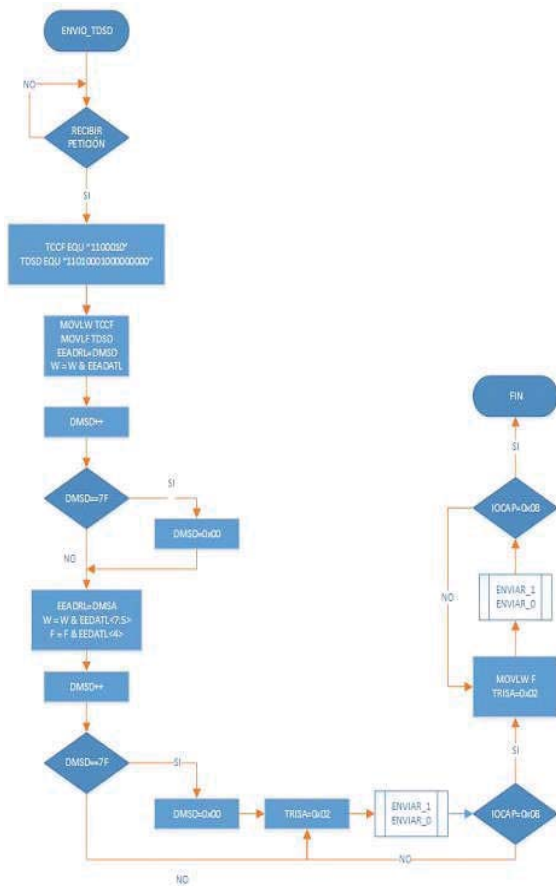 ENVIO_TDSD
NO
RECIBIR
PETICIÓN
SI
TCCF EQU "1100010"
TDSD EQU "11010001000000000"
MOVLW TCCF
MOVLF TDSD
EEADRL=DMSD
W = W & EEADATL
DMSD++
DMSD==7F
SI
DMSD=0x00
NO
EEADRL=DMSA
W = W & EEDATL<7:5>
F = F & EEDATL<4>
DMSD++
DMSD==7F
SI
DMSD=0x00
TRISA=0x02
ENVIAR_1
ENVIAR_0
IOCAP=0x08
NO
NO
SI
MOVLW F
TRISA=0x02
ENVIAR_1
ENVIAR_0
NO
IOCAP=0x08
SI
FIN